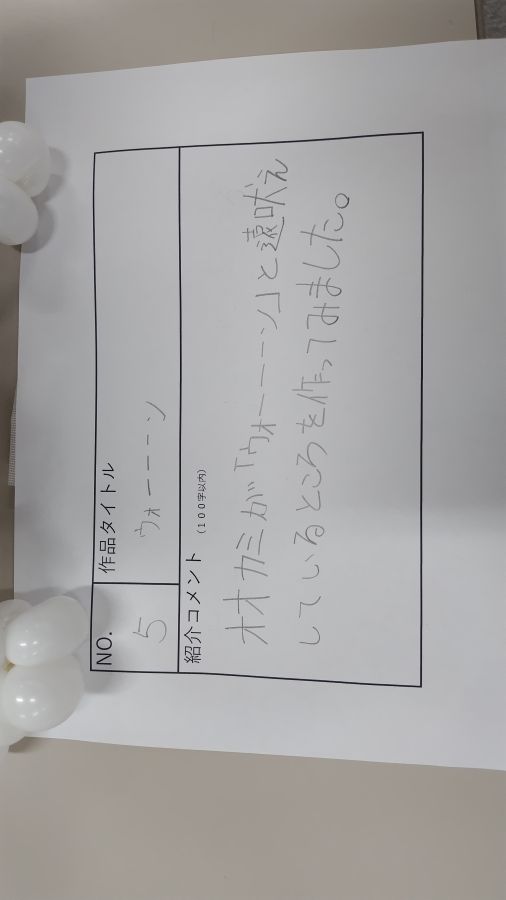 NO.
5
作品タイトル
ウォーーーーン
紹介コメント (100字以内)
オオカミが「ウォーーーーン」と遠吠え
しているところを作ってみました。